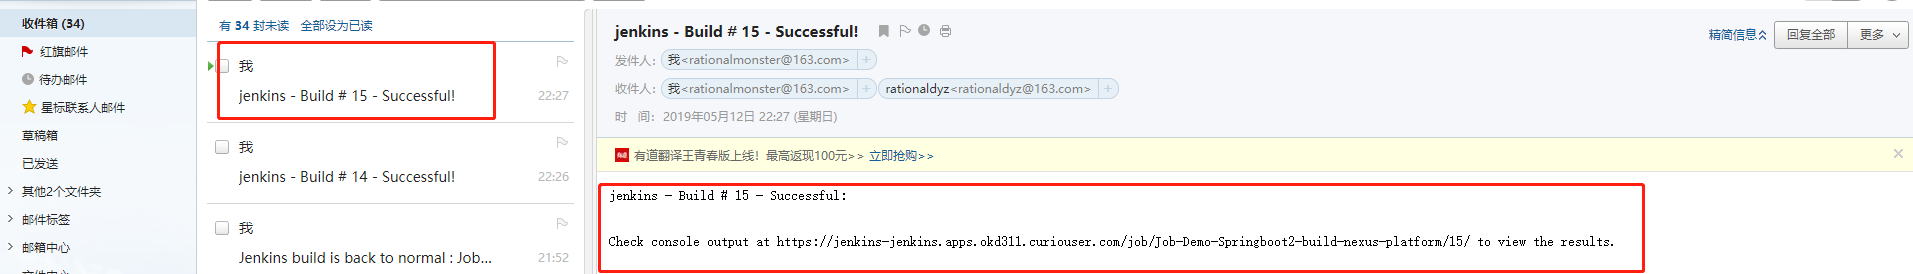 收件箱 (34)
红旗邮件
待办邮件
星标联系人邮件
草稿箱
已发送
其他2个文件夹
邮件标签
邮箱中心
有 34 封未读 全部设为已读
我
jenkins - Build # 15 - Successful! 22:27
我
jenkins - Build # 14 - Successful! 22:26
我
Jenkins build is back to normal : Job... 21:52
jenkins - Build # 15 - Successful!
精简信息 回复全部 更多
发件人: 我<rationalmonster@163.com> +
收件人: 我<rationalmonster@163.com> + rationaldyz<rationaldyz@163.com> +
时 间: 2019年05月12日 22:27 (星期日)
有道翻译王青春版上线! 最高返现100元>> 立即抢购>>
jenkins - Build # 15 - Successful:
Check console output at https://jenkins-jenkins.apps.okd311.curiouser.com/job/Job-Demo-Springboot2-build-nexus-platform/15/ to view the results.